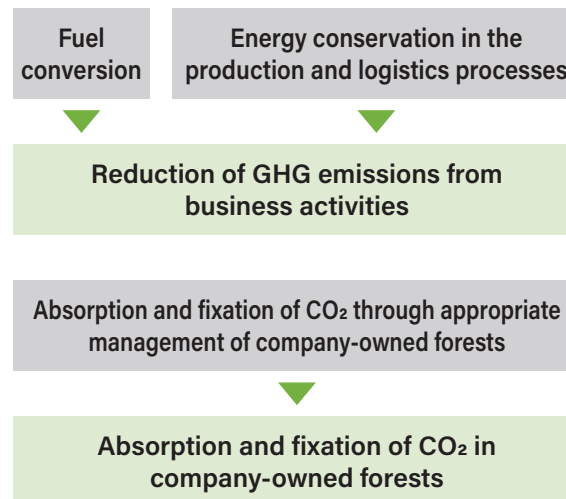 Fuel
conversion
Energy conservation in the
production and logistics processes
Reduction of GHG emissions from
business activities
Absorption and fixation of CO₂ through appropriate
management of company-owned forests
Absorption and fixation of CO₂ in
company-owned forests